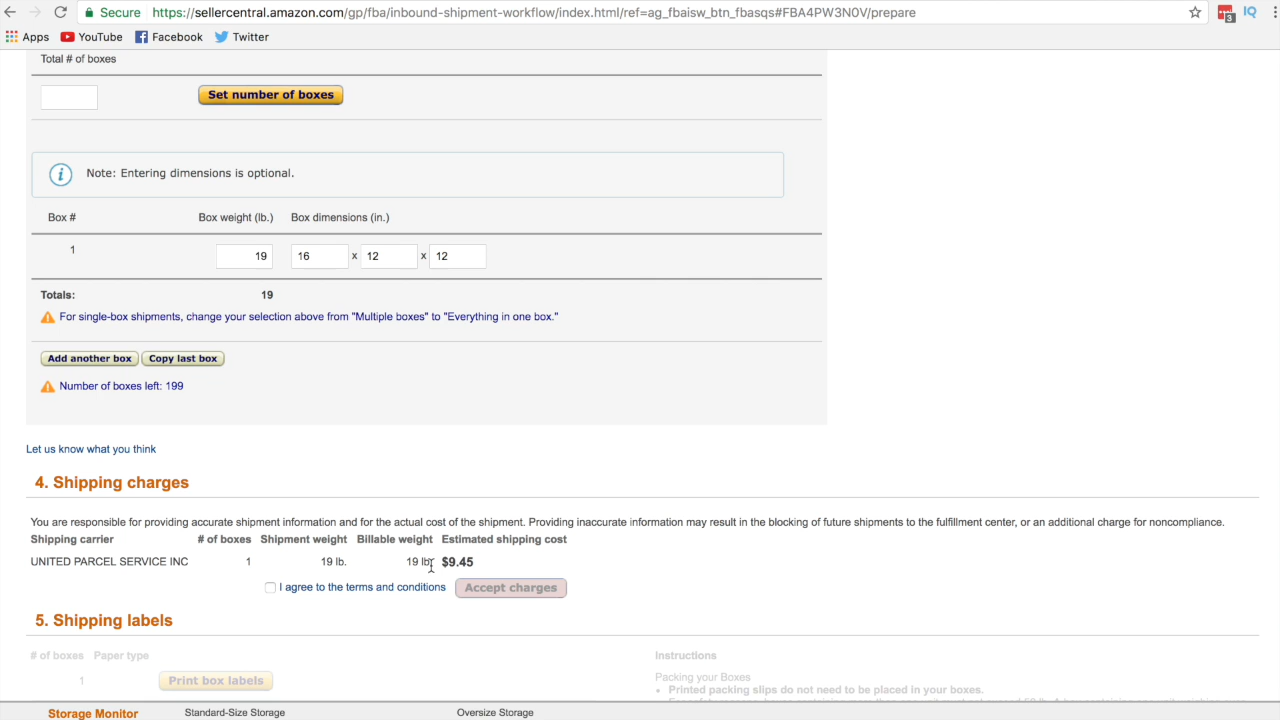 Secure https://sellercentral.amazon.com/gp/fba/inbound-shipment-workflow/index.html/ref=ag_fbaisw_btn_fbasqs#FBA4PW3N0V/prepare
3 IQ
Apps YouTube Facebook Twitter
Total # of boxes
Set number of boxes
Note: Entering dimensions is optional.
Box # Box weight (lb.) Box dimensions (in.)
1 19 16 x 12 x 12
Totals: 19
For single-box shipments, change your selection above from "Multiple boxes" to "Everything in one box."
Add another box Copy last box
Number of boxes left: 199
Let us know what you think
4. Shipping charges
You are responsible for providing accurate shipment information and for the actual cost of the shipment. Providing inaccurate information may result in the blocking of future shipments to the fulfillment center, or an additional charge for noncompliance.
Shipping carrier # of boxes Shipment weight Billable weight Estimated shipping cost
UNITED PARCEL SERVICE INC 1 19 lb. 19 lb. $9.45
I agree to the terms and conditions Accept charges
5. Shipping labels
# of boxes Paper type Instructions
1 Print box labels
Packing your Boxes
• Printed packing slips do not need to be placed in your boxes.
Storage Monitor Standard-Size Storage Oversize Storage